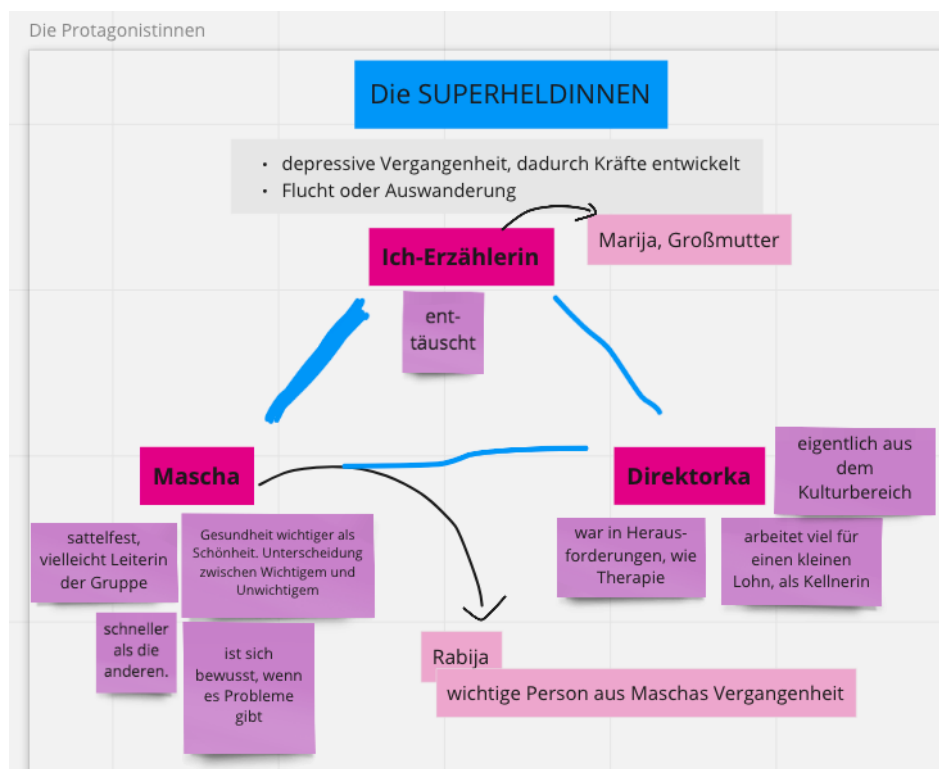 Die Protagonistinnen
Die SUPERHELDINNEN
• depressive Vergangenheit, dadurch Kräfte entwickelt
• Flucht oder Auswanderung
Marija, Großmutter
Ich-Erzählerin
ent-
täuscht
Mascha
Direktorka
eigentlich aus
dem
Kulturbereich
sattelfest,
vielleicht Leiterin
der Gruppe
Gesundheit wichtiger als
Schönheit. Unterscheidung
zwischen Wichtigem und
Unwichtigem
war in Heraus-
forderungen, wie
Therapie
arbeitet viel für
einen kleinen
Lohn, als Kellnerin
schneller
als die
anderen.
ist sich
bewusst, wenn
es Probleme
gibt
Rabija
wichtige Person aus Maschas Vergangenheit